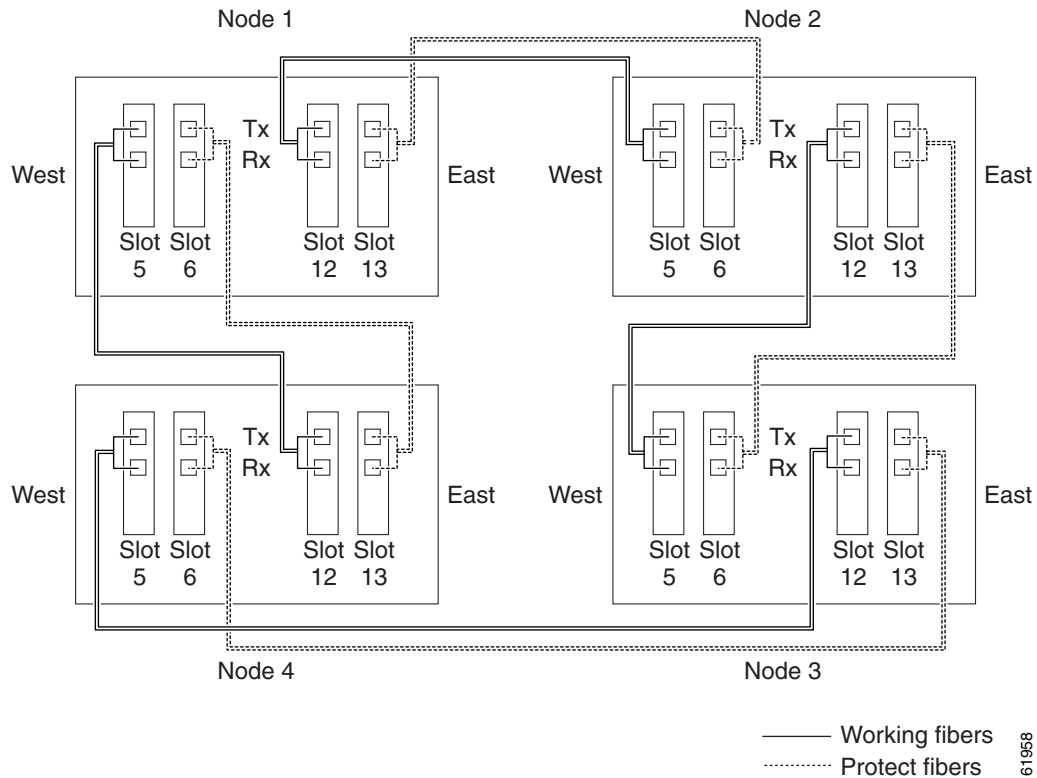 Node 1
Node 2
Tx
Rx
West
East
Slot 5
Slot 6
Slot 12
Slot 13
Tx
Rx
West
East
Slot 5
Slot 6
Slot 12
Slot 13
Tx
Rx
West
East
Slot 5
Slot 6
Slot 12
Slot 13
Tx
Rx
West
East
Slot 5
Slot 6
Slot 12
Slot 13
Node 4
Node 3
Working fibers
Protect fibers
61958